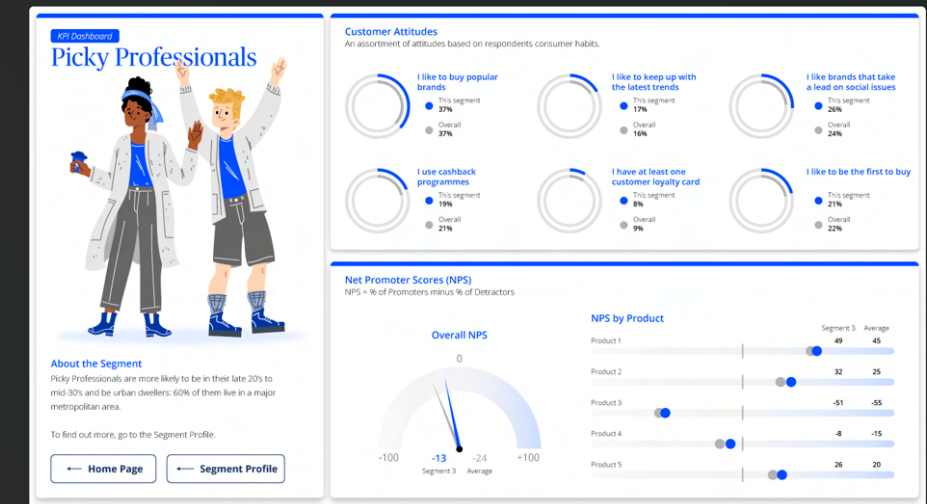 KPI Dashboard
Picky Professionals
About the Segment
Picky Professionals are more likely to be in their late 20's to
mid-30's and be urban dwellers: 60% of them live in a major
metropolitan area.
To find out more, go to the Segment Profile.
Home Page
Segment Profile
Customer Attitudes
An assortment of attitudes based on respondents consumer habits.
I like to buy popular
brands
This segment
37%
Overall
37%
I like to keep up with
the latest trends
This segment
17%
Overall
16%
I like brands that take
a lead on social issues
This segment
26%
Overall
24%
I use cashback
programmes
This segment
19%
Overall
21%
I have at least one
customer loyalty card
This segment
8%
Overall
9%
I like to be the first to buy
This segment
21%
Overall
22%
Net Promoter Scores (NPS)
NPS = % of Promoters minus % of Detractors
Overall NPS
0
-100
-13
-24
+100
Segment 3
Average
NPS by Product
Segment 3 Average
Product 1 49 45
Product 2 32 25
Product 3 -51 -55
Product 4 -8 -15
Product 5 26 20